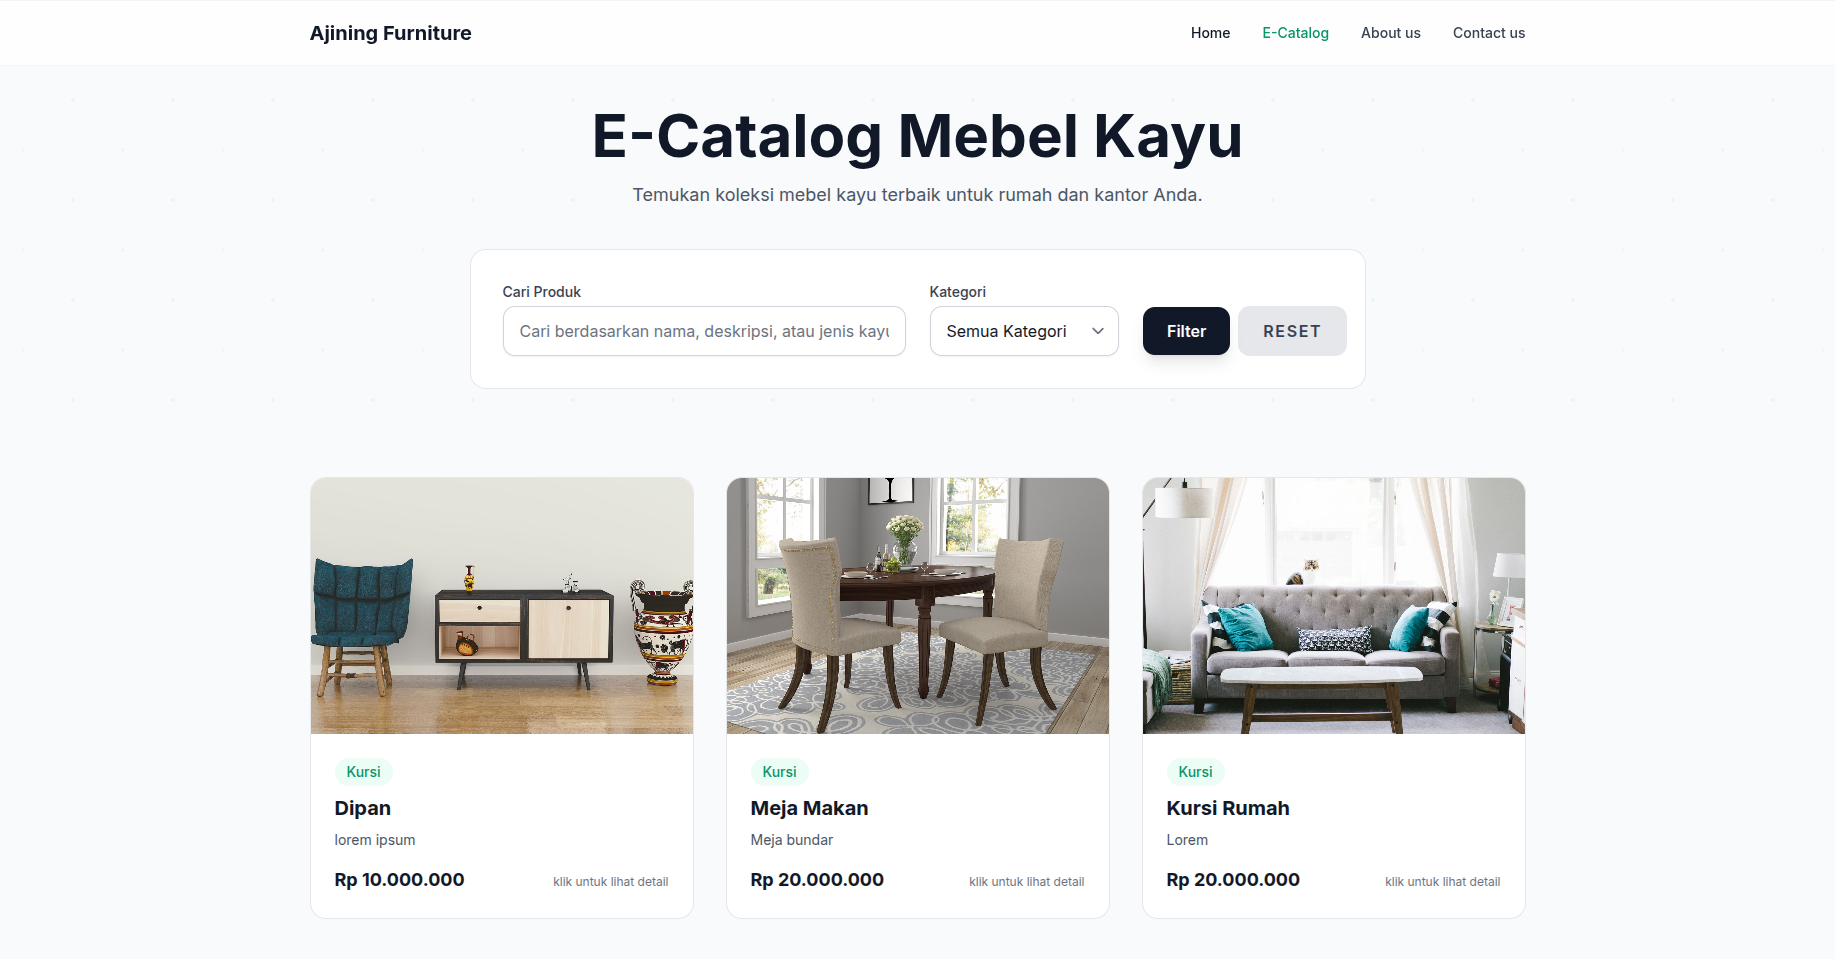 Ajining Furniture
Home E-Catalog About us Contact us
E-Catalog Mebel Kayu
Temukan koleksi mebel kayu terbaik untuk rumah dan kantor Anda.
Cari Produk
Kategori
Cari berdasarkan nama, deskripsi, atau jenis kayu
Semua Kategori
Filter
RESET
Kursi
Dipan
lorem ipsum
Rp 10.000.000
klik untuk lihat detail
Kursi
Meja Makan
Meja bundar
Rp 20.000.000
klik untuk lihat detail
Kursi
Kursi Rumah
Lorem
Rp 20.000.000
klik untuk lihat detail